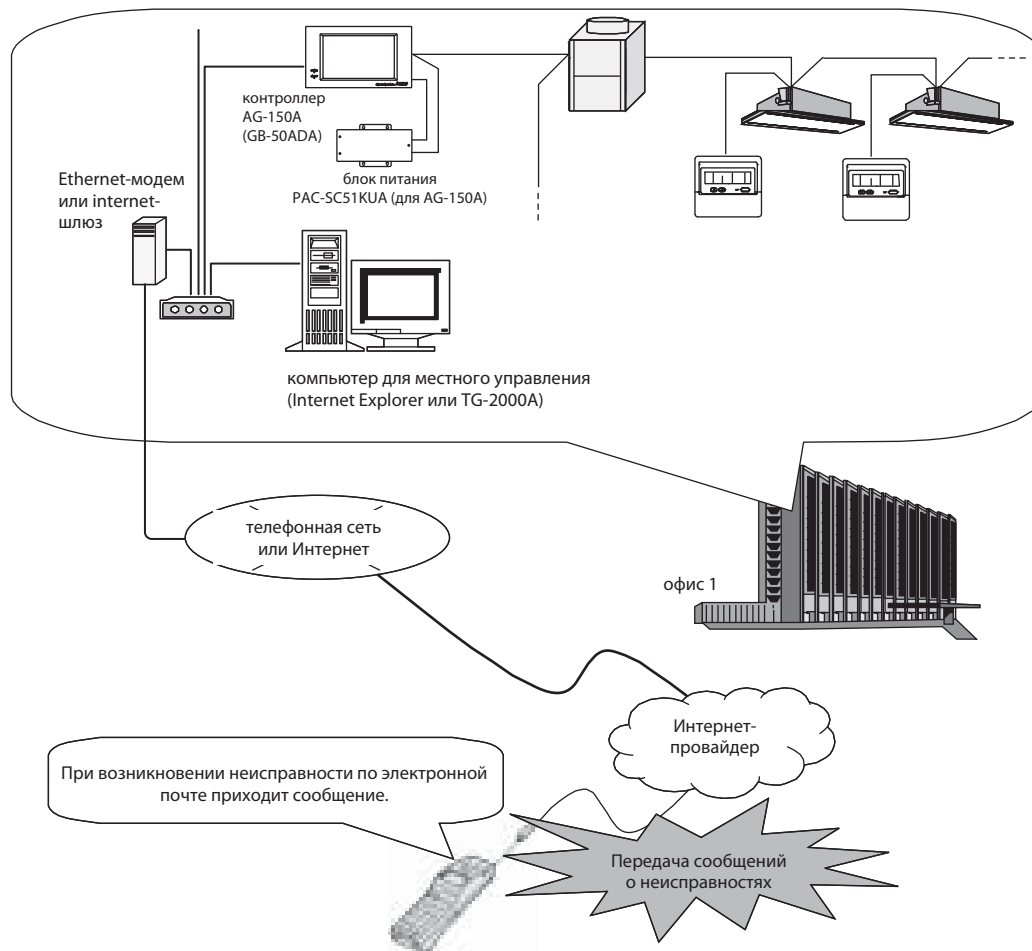 контроллер
AG-150A
(GB-50ADA)
блок питания
PAC-SC51KUA (для AG-150A)
Ethernet-модем
или internet-
шлюз
компьютер для местного управления
(Internet Explorer или TG-2000A)
телефонная сеть
или Интернет
офис 1
Интернет-
провайдер
При возникновении неисправности по электронной
почте приходит сообщение.
Передача сообщений
о неисправностях